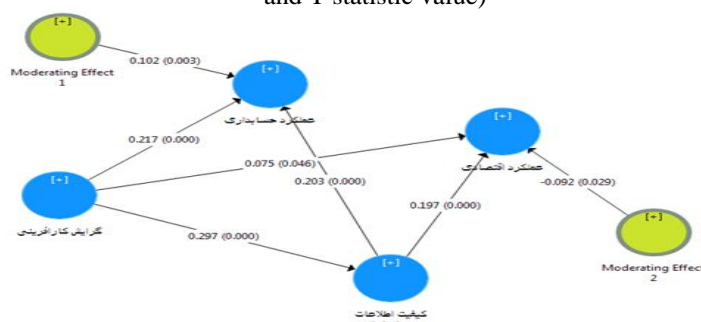 and T statistic value)
[+]
Moderating Effect
1
0.102 (0.003)
[+]
عملکرد حسابداری
[+]
عملکرد اقتصادی
0.217 (0.000)
0.075 (0.046)
0.203 (0.000)
0.197 (0.000)
-0.092 (0.029)
[+]
گرایش کارآفرینی
0.297 (0.000)
[+]
Moderating Effect
2
[+]
کیفیت اطلاعات